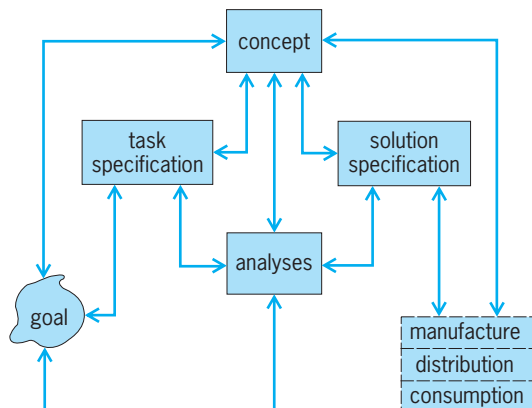 concept
task
specification
solution
specification
analyses
goal
manufacture
distribution
consumption